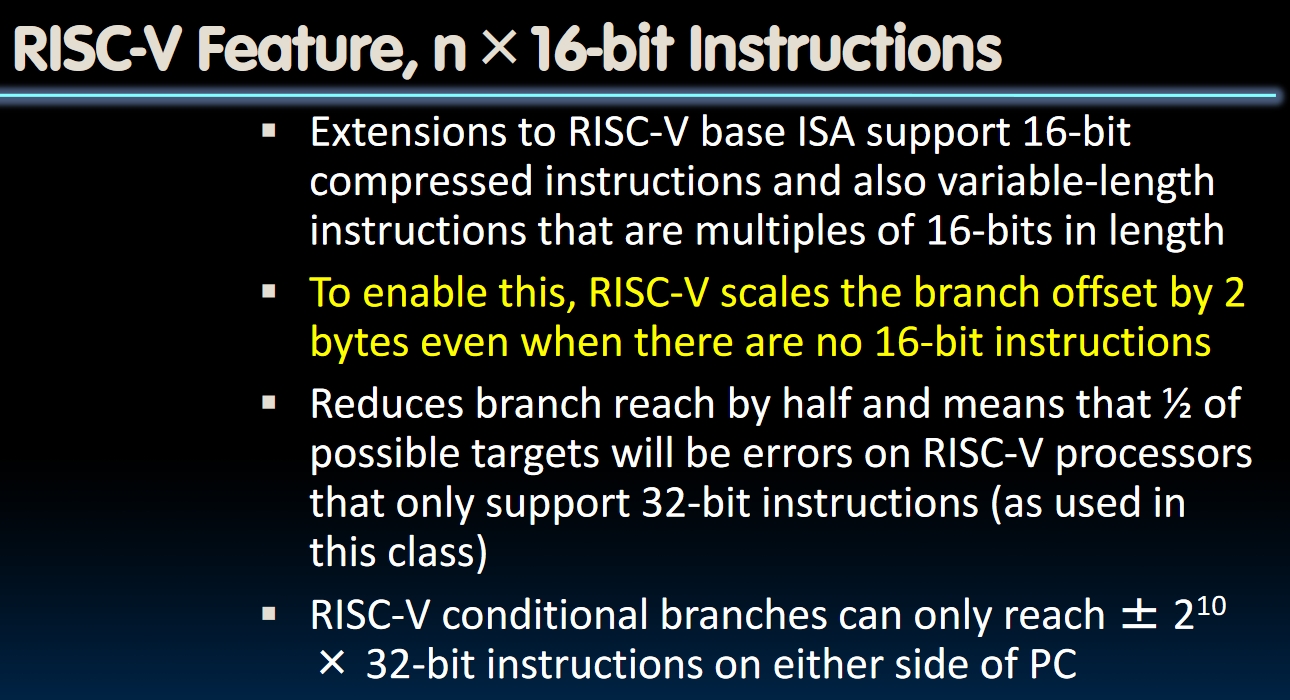 RISC-V Feature, n × 16-bit Instructions
▪ Extensions to RISC-V base ISA support 16-bit
compressed instructions and also variable-length
instructions that are multiples of 16-bits in length
▪ To enable this, RISC-V scales the branch offset by 2
bytes even when there are no 16-bit instructions
▪ Reduces branch reach by half and means that ½ of
possible targets will be errors on RISC-V processors
that only support 32-bit instructions (as used in
this class)
▪ RISC-V conditional branches can only reach ± 2¹⁰
× 32-bit instructions on either side of PC